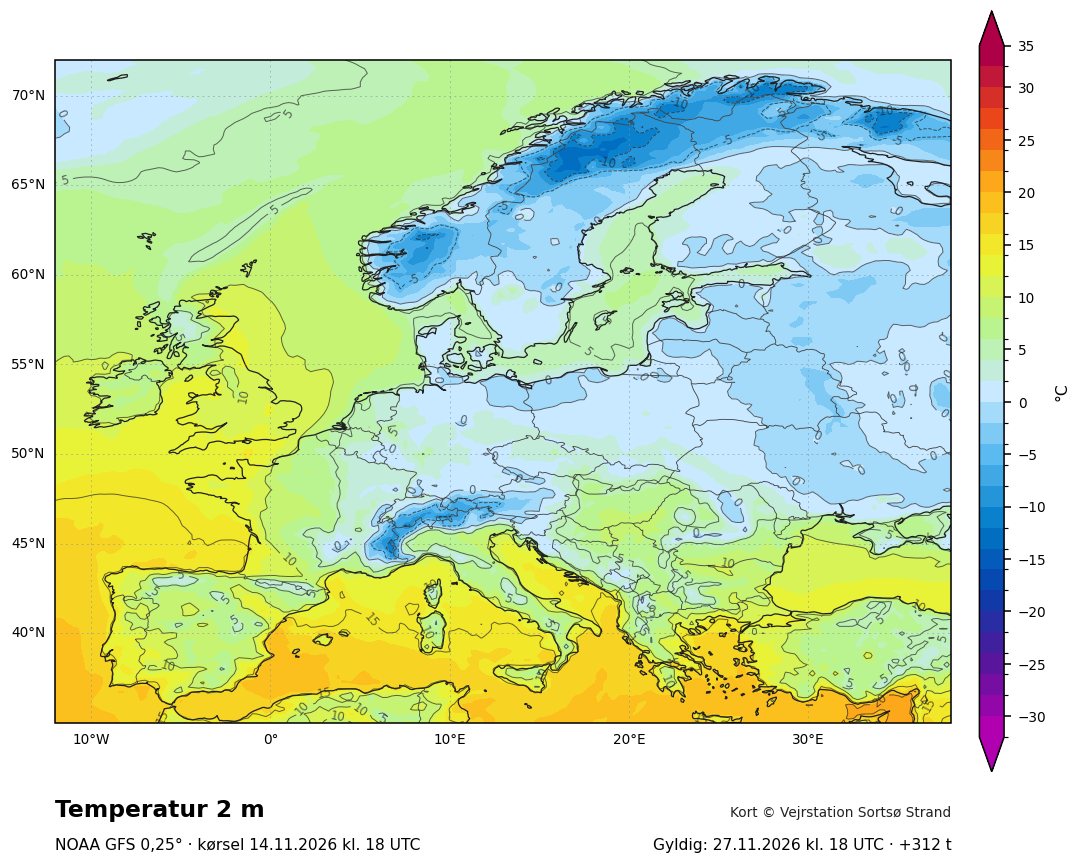 70°N
65°N
60°N
55°N
50°N
45°N
40°N
10°W
0°
10°E
20°E
30°E
35
30
25
20
15
10
5
0
−5
−10
−15
−20
−25
−30
°C
Temperatur 2 m
Kort © Vejrstation Sortsø Strand
NOAA GFS 0,25° · kørsel 14.11.2026 kl. 18 UTC
Gyldig: 27.11.2026 kl. 18 UTC · +312 t